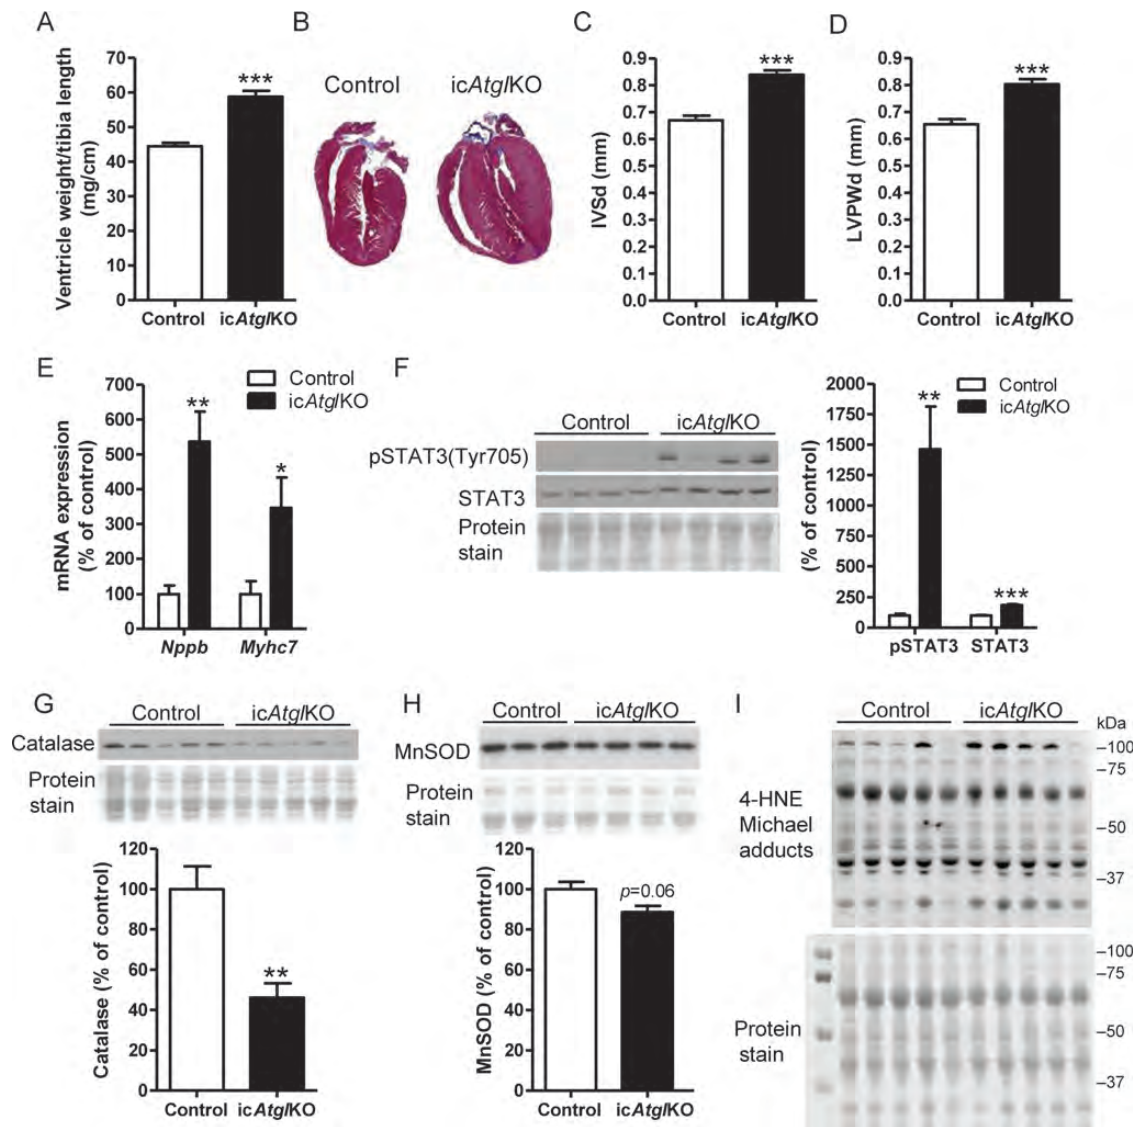 A
Ventricle weight/tibia length
(mg/cm)
70
60
50
40
30
20
10
0
***
Control icAtglKO
B
Control icAtglKO
C
IVSd (mm)
0.9
0.8
0.7
0.6
0.5
0.4
0.3
0.2
0.1
0.0
***
Control icAtglKO
D
LVPWd (mm)
0.9
0.8
0.7
0.6
0.5
0.4
0.3
0.2
0.1
0.0
***
Control icAtglKO
E
mRNA expression
(% of control)
700
600
500
400
300
200
100
0
Control
icAtglKO
**
*
Nppb Myhc7
F
Control icAtglKO
pSTAT3(Tyr705)
STAT3
Protein
stain
(% of control)
2000
1750
1500
1250
1000
750
500
250
0
Control
icAtglKO
**
***
pSTAT3 STAT3
G
Control icAtglKO
Catalase
Protein
stain
Catalase (% of control)
120
100
80
60
40
20
0
**
Control icAtglKO
H
Control icAtglKO
MnSOD
Protein
stain
MnSOD (% of control)
120
100
80
60
40
20
0
p=0.06
Control icAtglKO
I
Control icAtglKO
kDa
–100
–75
–50
–37
4-HNE
Michael
adducts
–100
–75
–50
–37
Protein
stain